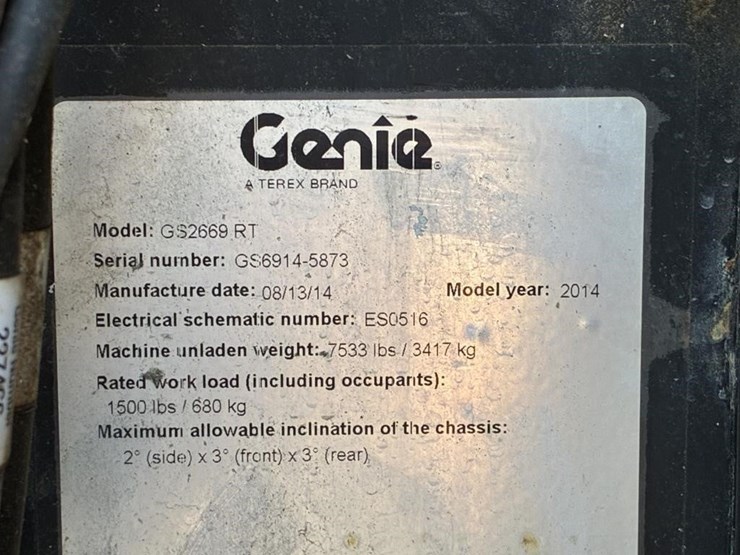 Genie
A TEREX BRAND
Model: GS2669 RT
Serial number: GS6914-5873
Manufacture date: 08/13/14 Model year: 2014
Electrical schematic number: ES0516
Machine unladen weight: 7533 lbs / 3417 kg
Rated work load (including occupants):
1500 lbs / 680 kg
Maximum allowable inclination of the chassis:
2° (side) x 3° (front) x 3° (rear)